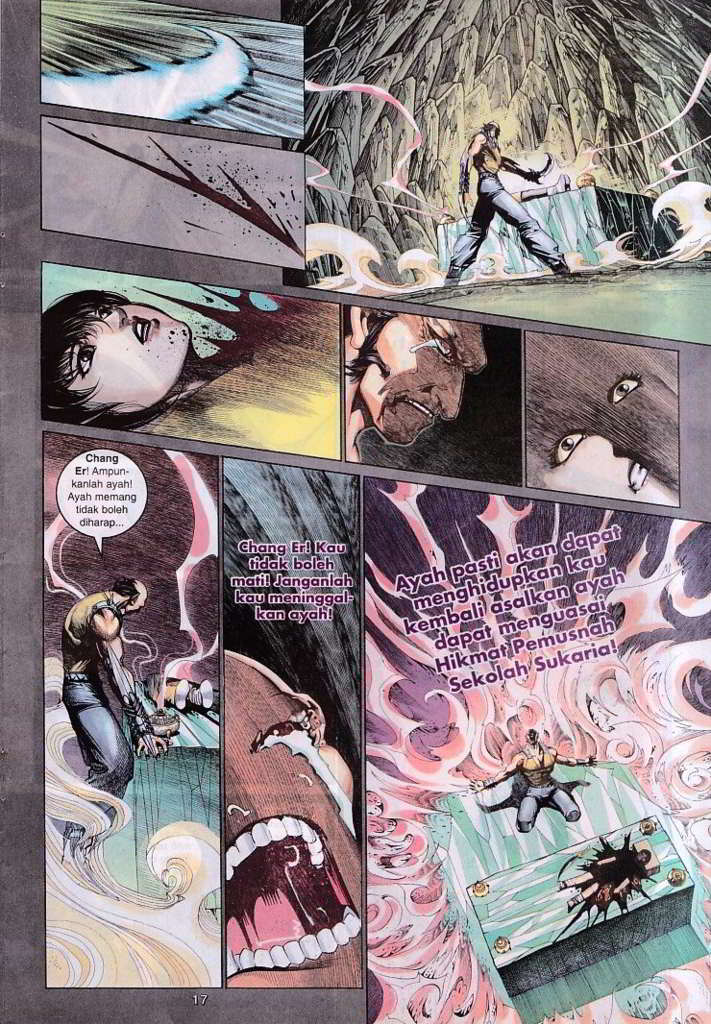 Chang
Er! Ampun-
kanlah ayah!
Ayah memang
tidak boleh
diharap...
Chang Er! Kau
tidak boleh
mati! Janganlah
kau meninggal-
kan ayah!
Ayah pasti akan dapat
menghidupkan kau
kembali asalkan ayah
dapat menguasai
Hikmat Pemusnah
Sekolah Sukaria!
17